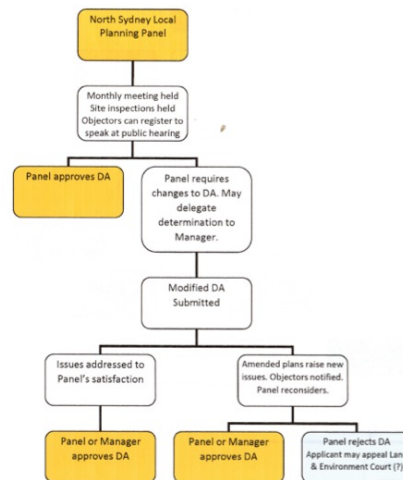 North Sydney Local
Planning Panel
Monthly meeting held
Site inspections held
Objectors can register to
speak at public hearing
Panel approves DA
Panel requires
changes to DA. May
delegate
determination to
Manager.
Modified DA
Submitted
Issues addressed to
Panel's satisfaction
Amended plans raise new
issues. Objectors notified.
Panel reconsiders.
Panel or Manager
approves DA
Panel or Manager
approves DA
Panel rejects DA
Applicant may appeal Lan
& Environment Court (?)